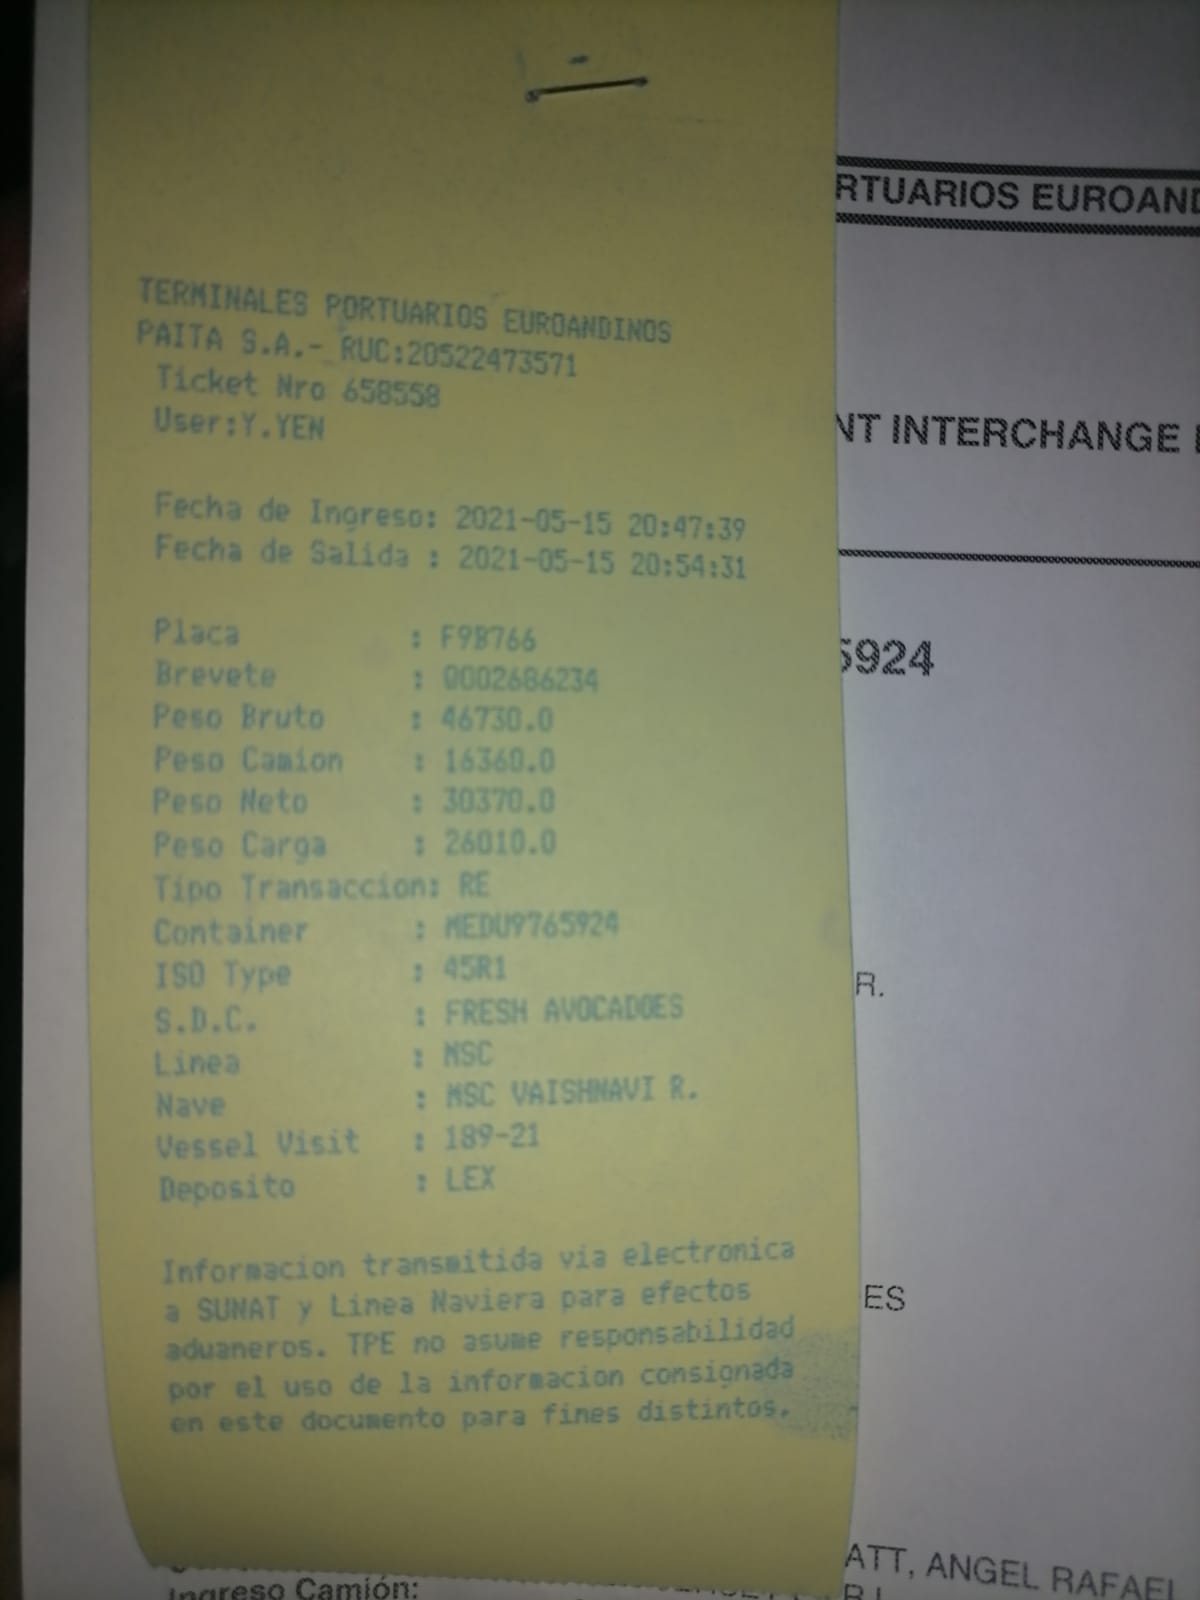 TERMINALES PORTUARIOS EUROANDINOS
PAITA S.A.- RUC:20522473571
Ticket Nro 658558
User:Y.YEN
Fecha de Ingreso: 2021-05-15 20:47:39
Fecha de Salida : 2021-05-15 20:54:31
Placa : F9B766
Brevete : Q002686234
Peso Bruto : 46730.0
Peso Camion : 16360.0
Peso Neto : 30370.0
Peso Carga : 26010.0
Tipo Transaccion: RE
Container : MEDU9765924
ISO Type : 45R1
S.D.C. : FRESH AVOCADOES
Linea : MSC
Nave : MSC VAISHNAVI R.
Vessel Visit : 189-21
Deposito : LEX
Informacion transmitida via electronica
a SUNAT y Linea Naviera para efectos
aduaneros. TPE no asume responsabilidad
por el uso de la informacion consignada
en este documento para fines distintos.
RTUARIOS EUROAND
NT INTERCHANGE
5924
R.
ES
ATT, ANGEL RAFAEL
Ingreso Camión: